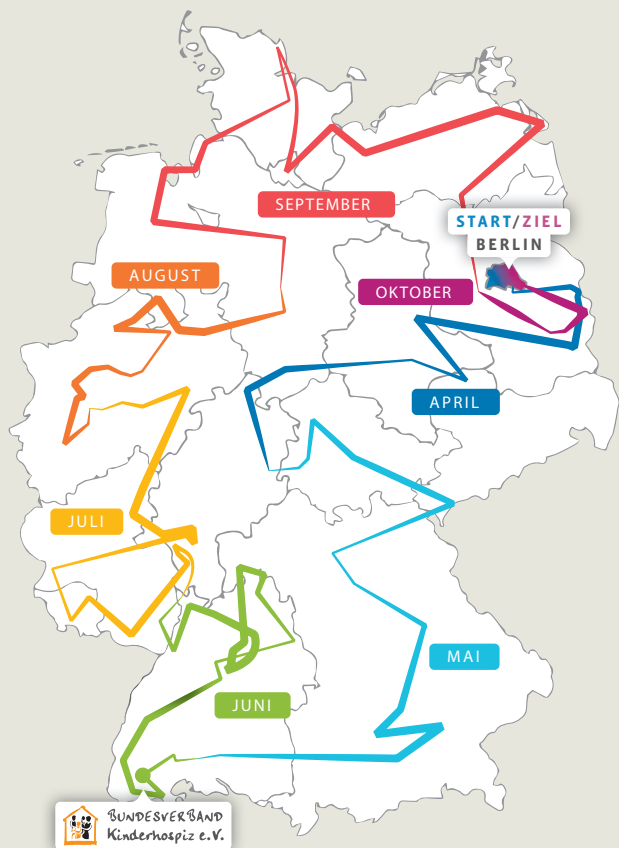 SEPTEMBER
START/ZIEL
BERLIN
AUGUST
OKTOBER
APRIL
JULI
MAI
JUNI
BUNDESVERBAND
Kinderhospiz e.V.